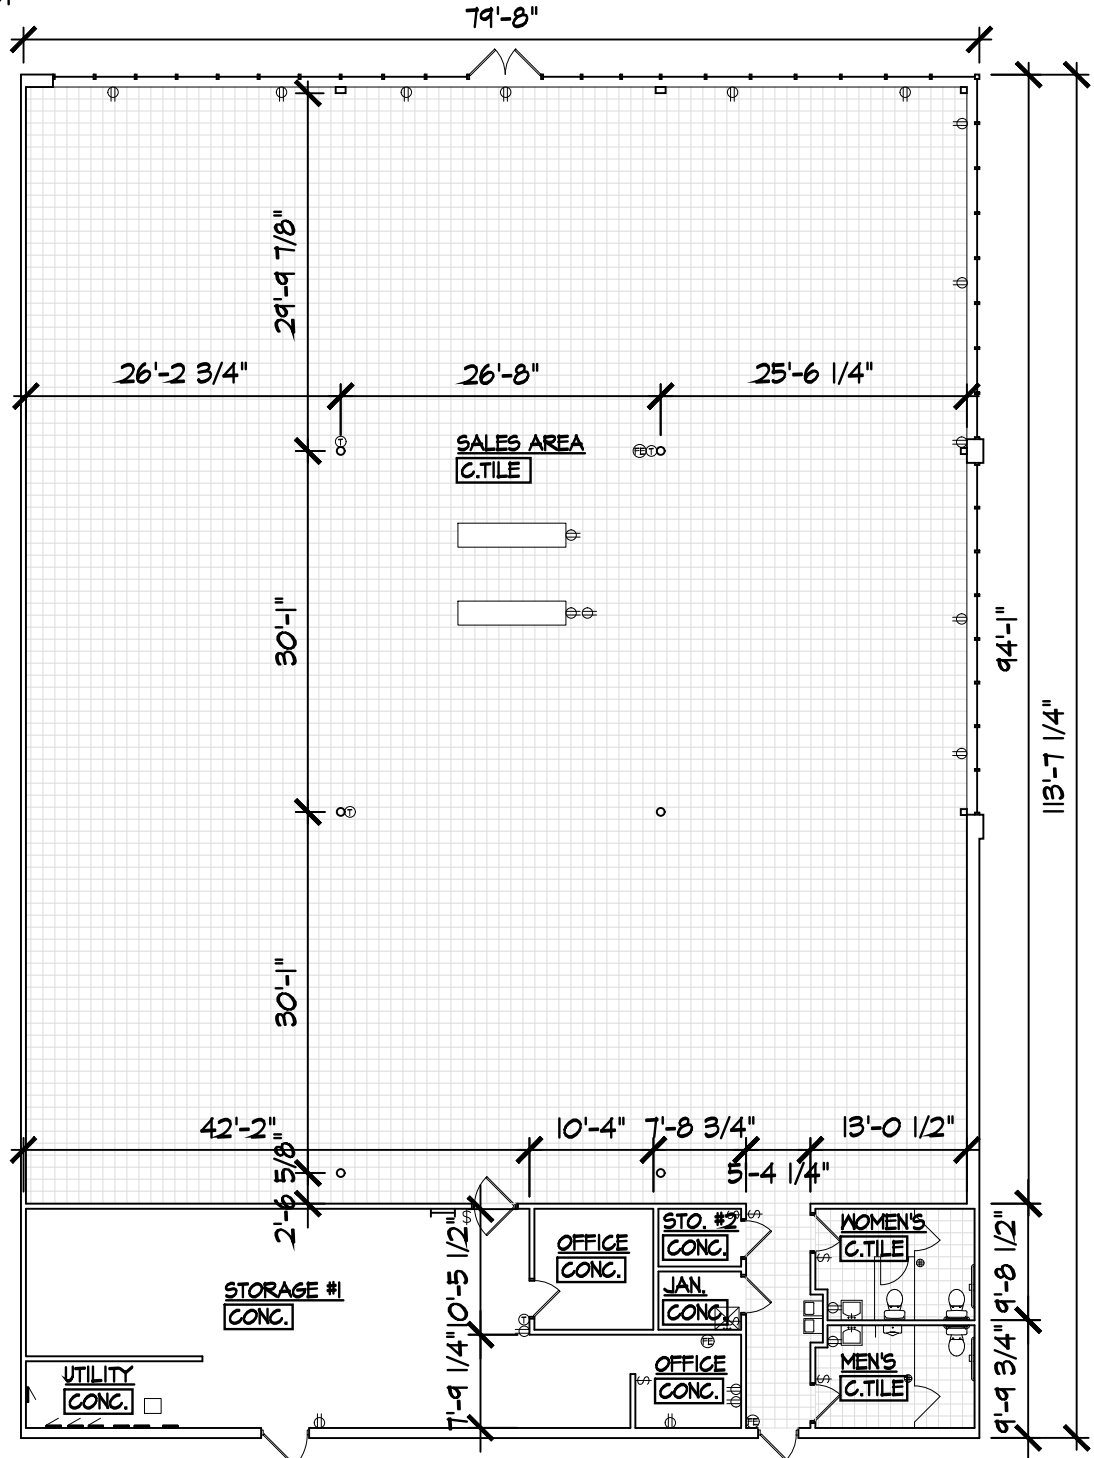 79'-8"
29'-9 7/8"
26'-2 3/4"
26'-8"
25'-6 1/4"
T
FE T
SALES AREA
C.TILE
30'-1"
94'-1"
113'-7 1/4"
T
30'-1"
42'-2"
10'-4"
7'-8 3/4"
13'-0 1/2"
5'-4 1/4"
2'-6 5/8"
STO. #2
CONC.
WOMEN'S
C.TILE
9'-8 1/2"
OFFICE
CONC.
10'-5 1/2"
STORAGE #1
CONC.
JAN.
CONC.
T
FE
UTILITY
CONC.
7'-9 1/4"
OFFICE
CONC.
MEN'S
C.TILE
9'-9 3/4"
FE